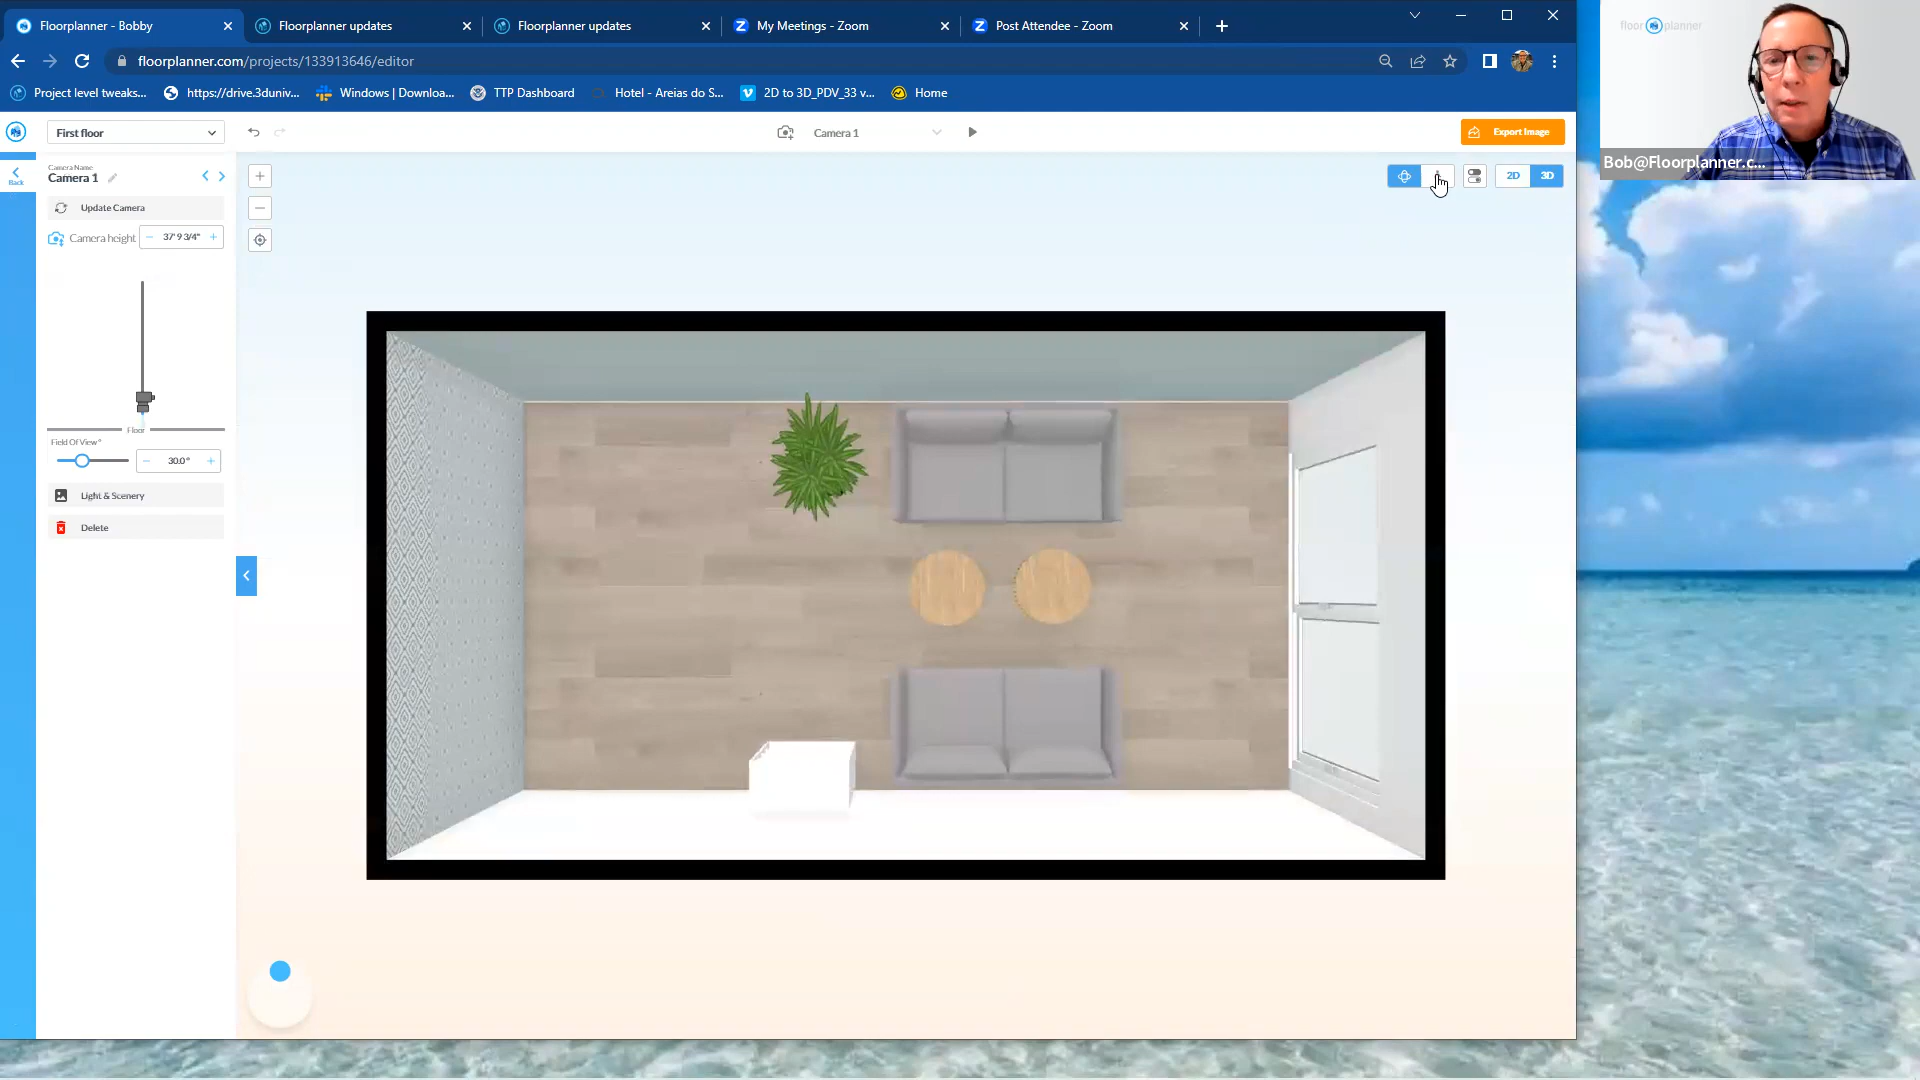 Floorplanner - Bobby
Floorplanner updates
Floorplanner updates
My Meetings - Zoom
Post Attendee - Zoom
floorplanner.com/projects/133913646/editor
Project level tweaks...
https://drive.3duniv...
Windows | Downloa...
TTP Dashboard
Hotel - Areias do S...
2D to 3D_PDV_33 v...
Home
floor planner
Bob@Floorplanner.c...
First floor
Camera 1
Export Image
Back
Camera Name
Camera 1
Update Camera
Camera height
37' 9 3/4"
Floor
Field Of View°
30.0°
Light & Scenery
Delete
2D
3D